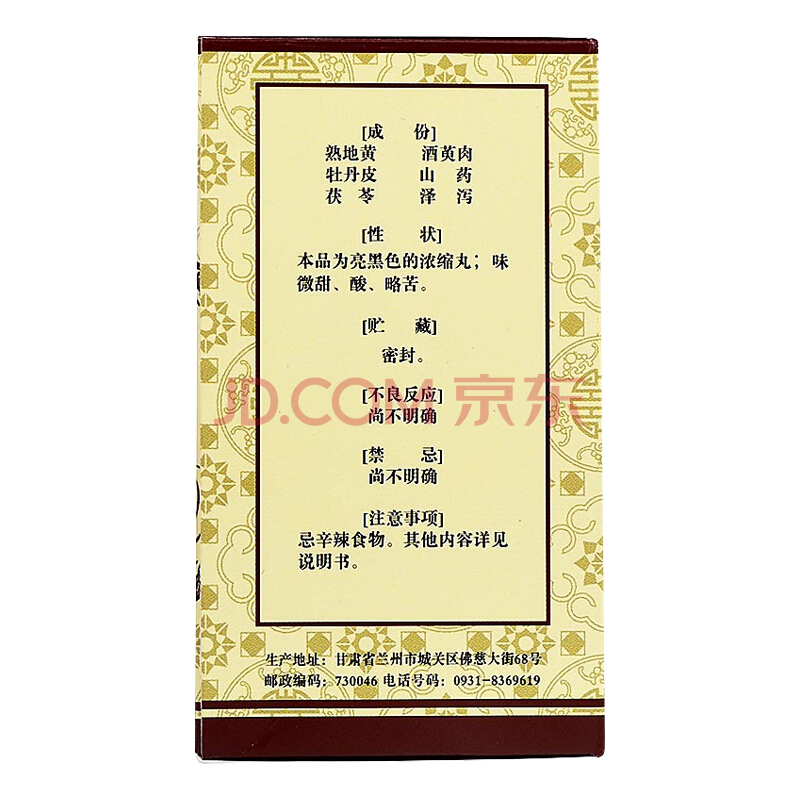 [成 份]
熟地黄 酒萸肉
牡丹皮 山 药
茯 苓 泽 泻
[性 状]
本品为亮黑色的浓缩丸；味
微甜、酸、略苦。
[贮 藏]
密封。
JD.COM 京东
[不良反应]
尚不明确
[禁 忌]
尚不明确
[注意事项]
忌辛辣食物。其他内容详见
说明书。
生产地址：甘肃省兰州市城关区佛慈大街68号
邮政编码：730046 电话号码：0931-8369619